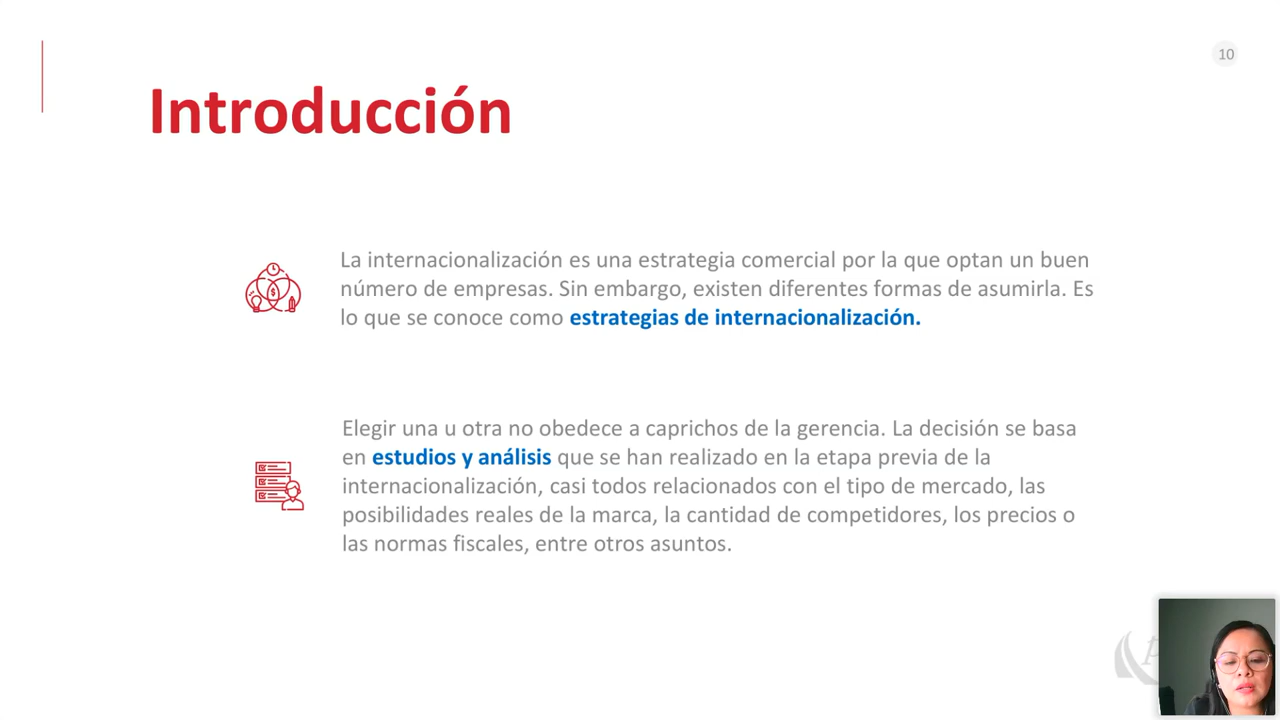 10
Introducción
La internacionalización es una estrategia comercial por la que optan un buen
número de empresas. Sin embargo, existen diferentes formas de asumirla. Es
lo que se conoce como estrategias de internacionalización.
Elegir una u otra no obedece a caprichos de la gerencia. La decisión se basa
en estudios y análisis que se han realizado en la etapa previa de la
internacionalización, casi todos relacionados con el tipo de mercado, las
posibilidades reales de la marca, la cantidad de competidores, los precios o
las normas fiscales, entre otros asuntos.